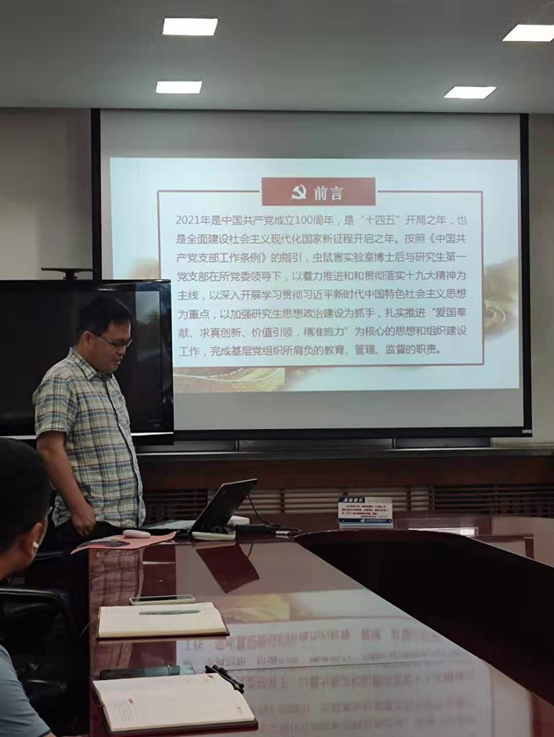 前言
2021年是中国共产党成立100周年，是“十四五”开局之年，也
是全面建设社会主义现代化国家新征程开启之年。按照《中国共
产党支部工作条例》的指引，虫鼠害实验室博士后与研究生第一
党支部在所党委领导下，以着力推进和和贯彻落实十九大精神为
主线，以深入开展学习贯彻习近平新时代中国特色社会主义思想
为重点，以加强研究生思想政治建设为抓手，扎实推进“爱国奉
献、求真创新、价值引领，精准施力”为核心的思想和组织建设
工作，完成基层党组织所肩负的教育、管理、监督的职责。